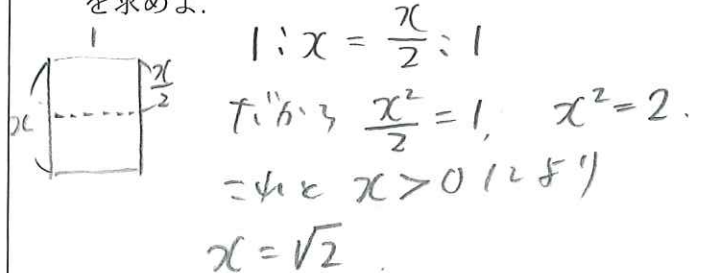 を求めよ.
1
x
x/2
1 : x = x/2 : 1
だから x²/2 = 1, x² = 2.
これと x > 0 により
x = √2.